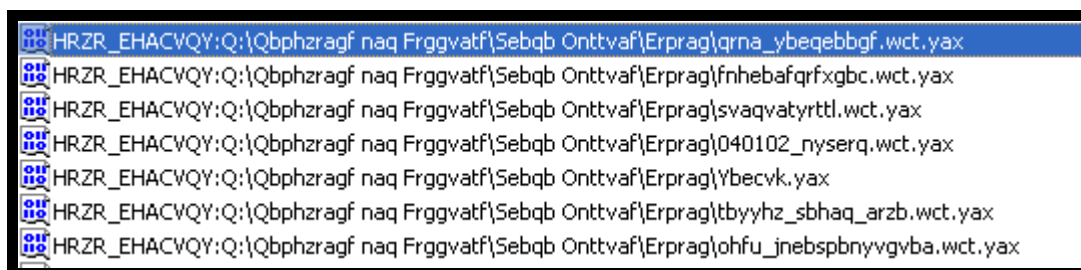 HRZR_EHACVQY:Q:\Qbphzragf naq Frggvatf\Sebqb Onttvaf\Erprag\qrna_ybeqebbgf.wct.yax
HRZR_EHACVQY:Q:\Qbphzragf naq Frggvatf\Sebqb Onttvaf\Erprag\fnhebafqrfxgbc.wct.yax
HRZR_EHACVQY:Q:\Qbphzragf naq Frggvatf\Sebqb Onttvaf\Erprag\svaqvatyrttl.wct.yax
HRZR_EHACVQY:Q:\Qbphzragf naq Frggvatf\Sebqb Onttvaf\Erprag\040102_nyserq.wct.yax
HRZR_EHACVQY:Q:\Qbphzragf naq Frggvatf\Sebqb Onttvaf\Erprag\Ybecvk.yax
HRZR_EHACVQY:Q:\Qbphzragf naq Frggvatf\Sebqb Onttvaf\Erprag\tbyyhz_sbhaq_arzb.wct.yax
HRZR_EHACVQY:Q:\Qbphzragf naq Frggvatf\Sebqb Onttvaf\Erprag\ohfu_jnebspbnyvgvba.wct.yax